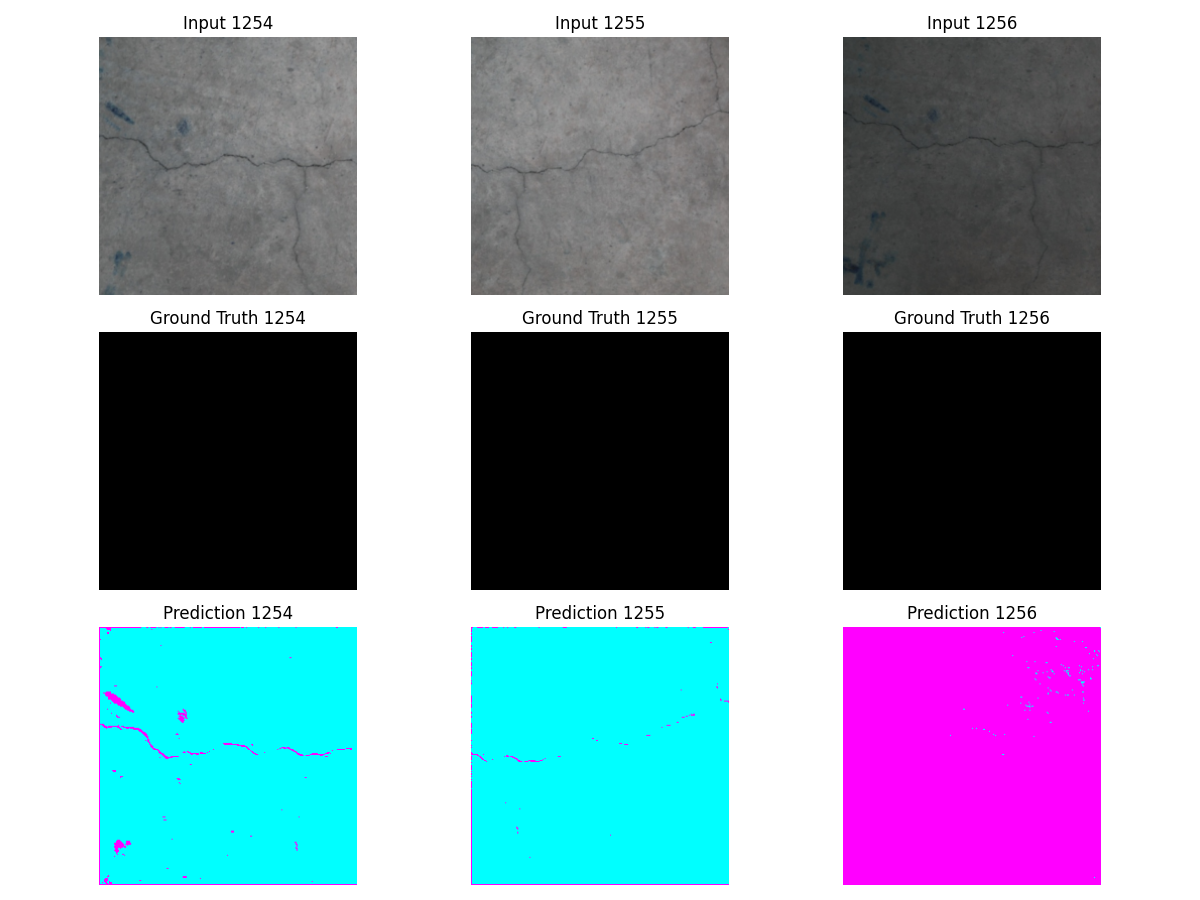 Input 1254
Input 1255
Input 1256
Ground Truth 1254
Ground Truth 1255
Ground Truth 1256
Prediction 1254
Prediction 1255
Prediction 1256